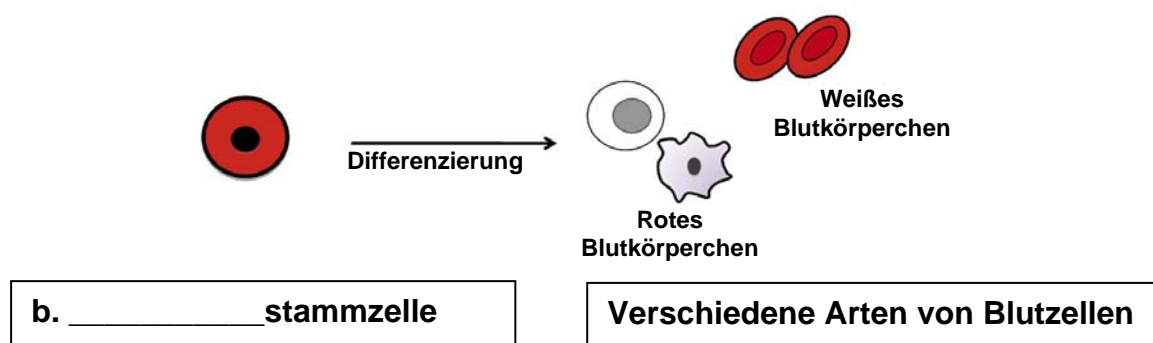 Weißes
Blutkörperchen
Differenzierung
Rotes
Blutkörperchen
b. ___________stammzelle
Verschiedene Arten von Blutzellen